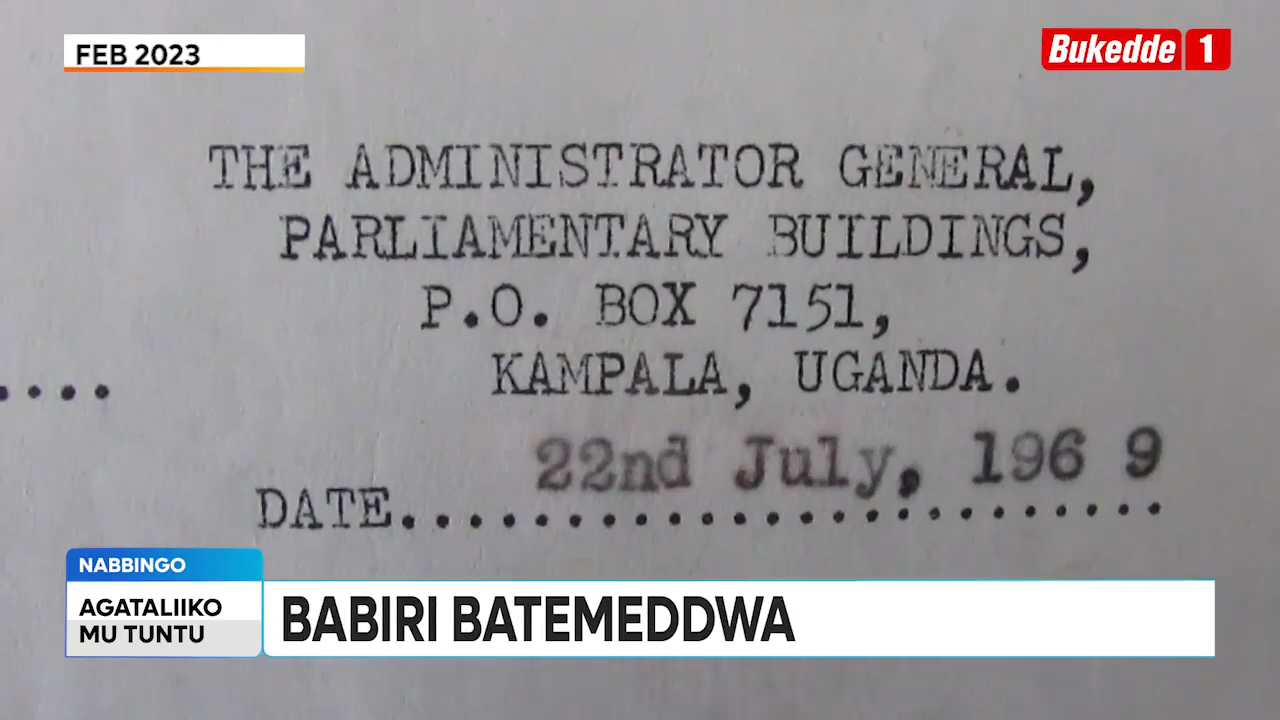 FEB 2023
Bukedde 1
THE ADMINISTRATOR GENERAL,
PARLIAMENTARY BUILDINGS,
P.O. BOX 7151,
KAMPALA, UGANDA.
....
22nd July, 196 9
DATE........................
NABBINGO
AGATALIIKO
MU TUNTU
BABIRI BATEMEDDWA